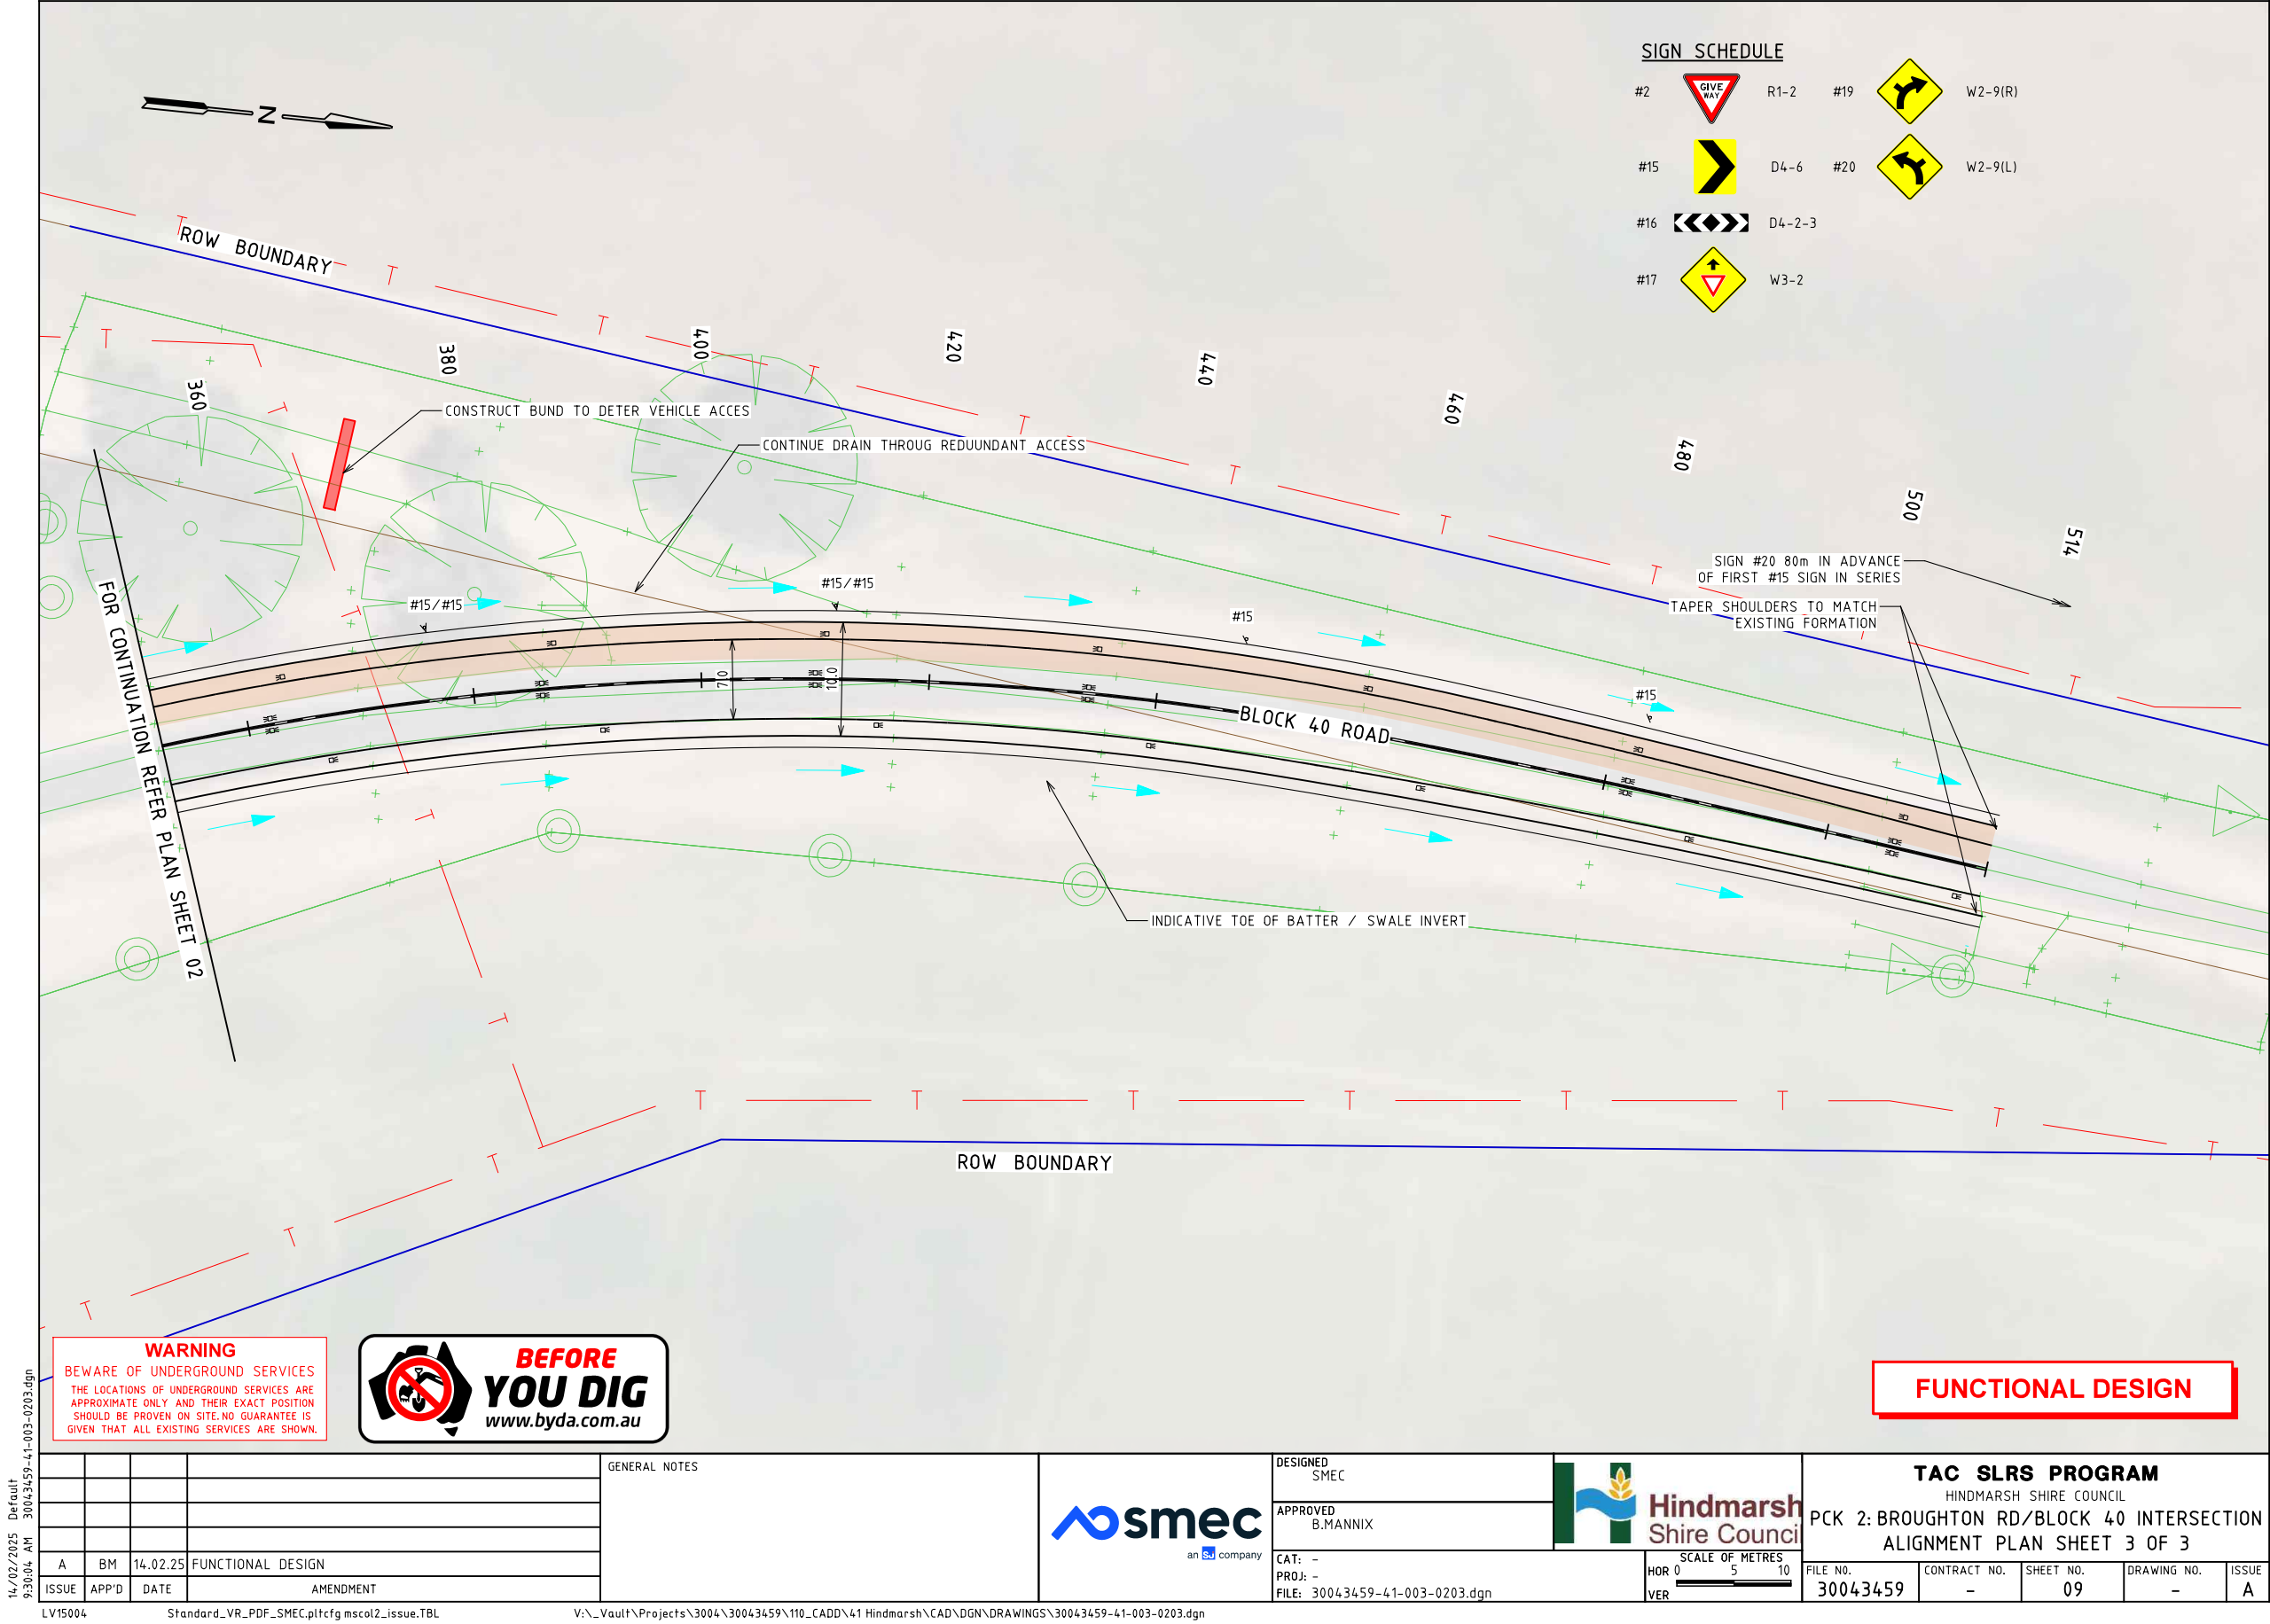 SIGN SCHEDULE
#2
GIVE
WAY
R1-2
#19
W2-9(R)
#15
D4-6
#20
W2-9(L)
#16
D4-2-3
#17
W3-2
N
ROW BOUNDARY
360
380
400
420
440
460
480
500
514
CONSTRUCT BUND TO DETER VEHICLE ACCES
CONTINUE DRAIN THROUG REDUUNDANT ACCESS
SIGN #20 80m IN ADVANCE
OF FIRST #15 SIGN IN SERIES
TAPER SHOULDERS TO MATCH
EXISTING FORMATION
#15/#15
#15/#15
#15
#15
7.0
10.0
BLOCK 40 ROAD
FOR CONTINUATION REFER PLAN SHEET 02
INDICATIVE TOE OF BATTER / SWALE INVERT
T T T T T T T T T T
T T T T
T T
T T T T T T T T
T T T
ROW BOUNDARY
WARNING
BEWARE OF UNDERGROUND SERVICES
THE LOCATIONS OF UNDERGROUND SERVICES ARE
APPROXIMATE ONLY AND THEIR EXACT POSITION
SHOULD BE PROVEN ON SITE. NO GUARANTEE IS
GIVEN THAT ALL EXISTING SERVICES ARE SHOWN.
BEFORE
YOU DIG
www.byda.com.au
FUNCTIONAL DESIGN
14/02/2025 Default
9:30:04 AM 30043459-41-003-0203.dgn
A BM 14.02.25 FUNCTIONAL DESIGN
ISSUE APP'D DATE AMENDMENT
GENERAL NOTES
smec
an SJ company
DESIGNED
SMEC
APPROVED
B.MANNIX
CAT: -
PROJ: -
FILE: 30043459-41-003-0203.dgn
Hindmarsh
Shire Council
SCALE OF METRES
HOR 0 5 10
VER
TAC SLRS PROGRAM
HINDMARSH SHIRE COUNCIL
PCK 2: BROUGHTON RD/BLOCK 40 INTERSECTION
ALIGNMENT PLAN SHEET 3 OF 3
FILE NO. CONTRACT NO. SHEET NO. DRAWING NO. ISSUE
30043459 - 09 - A
LV15004 Standard_VR_PDF_SMEC.pltcfg mscol2_issue.TBL V:\_Vault\Projects\3004\30043459\110_CADD\41 Hindmarsh\CAD\DGN\DRAWINGS\30043459-41-003-0203.dgn